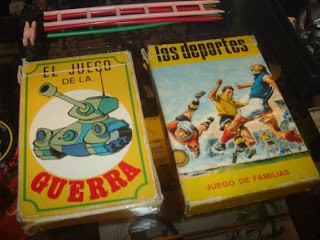 EL JUEGO
DE LA
GUERRA
los deportes
JUEGO DE FAMILIAS